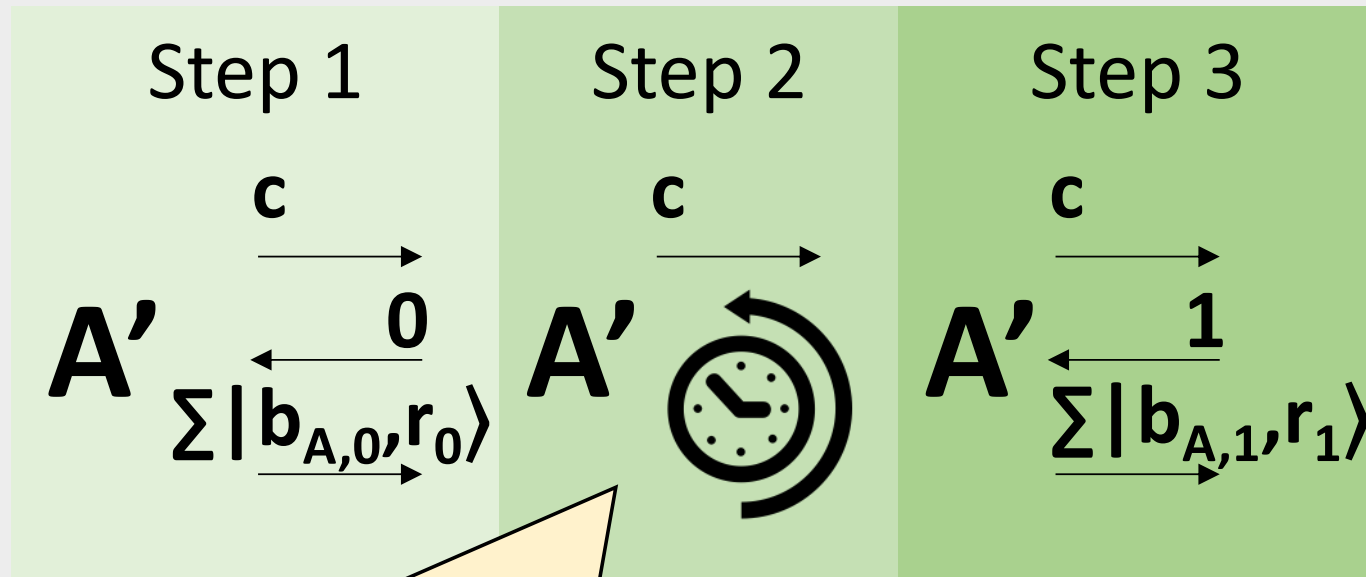 Step 1
c
0
A’
∑|b_A,0,r_0⟩
Step 2
c
A’
Step 3
c
1
A’
∑|b_A,1,r_1⟩